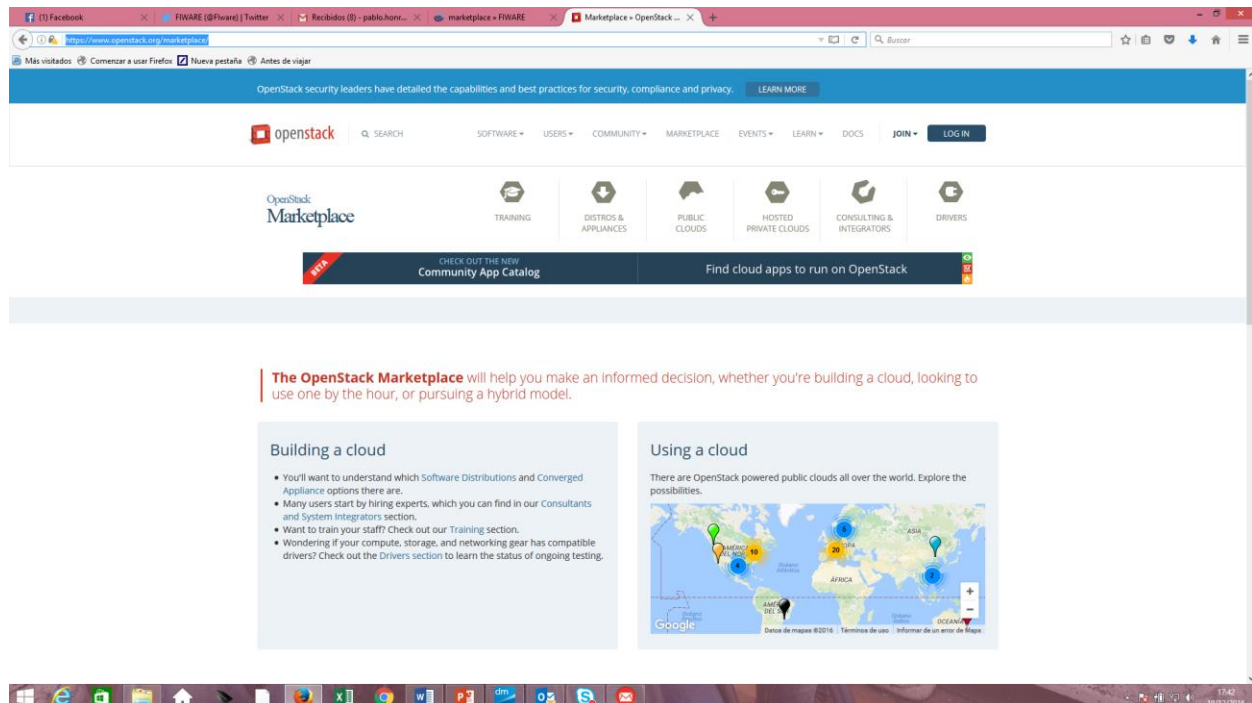 (1) Facebook
FIWARE (@FIware) | Twitter
Recibidos (8) - pablo.honr...
marketplace » FIWARE
Marketplace » OpenStack ...
https://www.openstack.org/marketplace/
Buscar
Más visitados
Comenzar a usar Firefox
Nueva pestaña
Antes de viajar
OpenStack security leaders have detailed the capabilities and best practices for security, compliance and privacy.
LEARN MORE
openstack
SEARCH
SOFTWARE
USERS
COMMUNITY
MARKETPLACE
EVENTS
LEARN
DOCS
JOIN
LOG IN
OpenStack
Marketplace
TRAINING
DISTROS &
APPLIANCES
PUBLIC
CLOUDS
HOSTED
PRIVATE CLOUDS
CONSULTING &
INTEGRATORS
DRIVERS
BETA
CHECK OUT THE NEW
Community App Catalog
Find cloud apps to run on OpenStack
The OpenStack Marketplace will help you make an informed decision, whether you're building a cloud, looking to
use one by the hour, or pursuing a hybrid model.
Building a cloud
• You'll want to understand which Software Distributions and Converged
Appliance options there are.
• Many users start by hiring experts, which you can find in our Consultants
and System Integrators section.
• Want to train your staff? Check out our Training section.
• Wondering if your compute, storage, and networking gear has compatible
drivers? Check out the Drivers section to learn the status of ongoing testing.
Using a cloud
There are OpenStack powered public clouds all over the world. Explore the
possibilities.
6
ASIA
10
20
4
2
ÁFRICA
OCEANÍA
+
−
Google
Datos de mapas ©2016
Términos de uso
Informar de un error de Maps
17:42